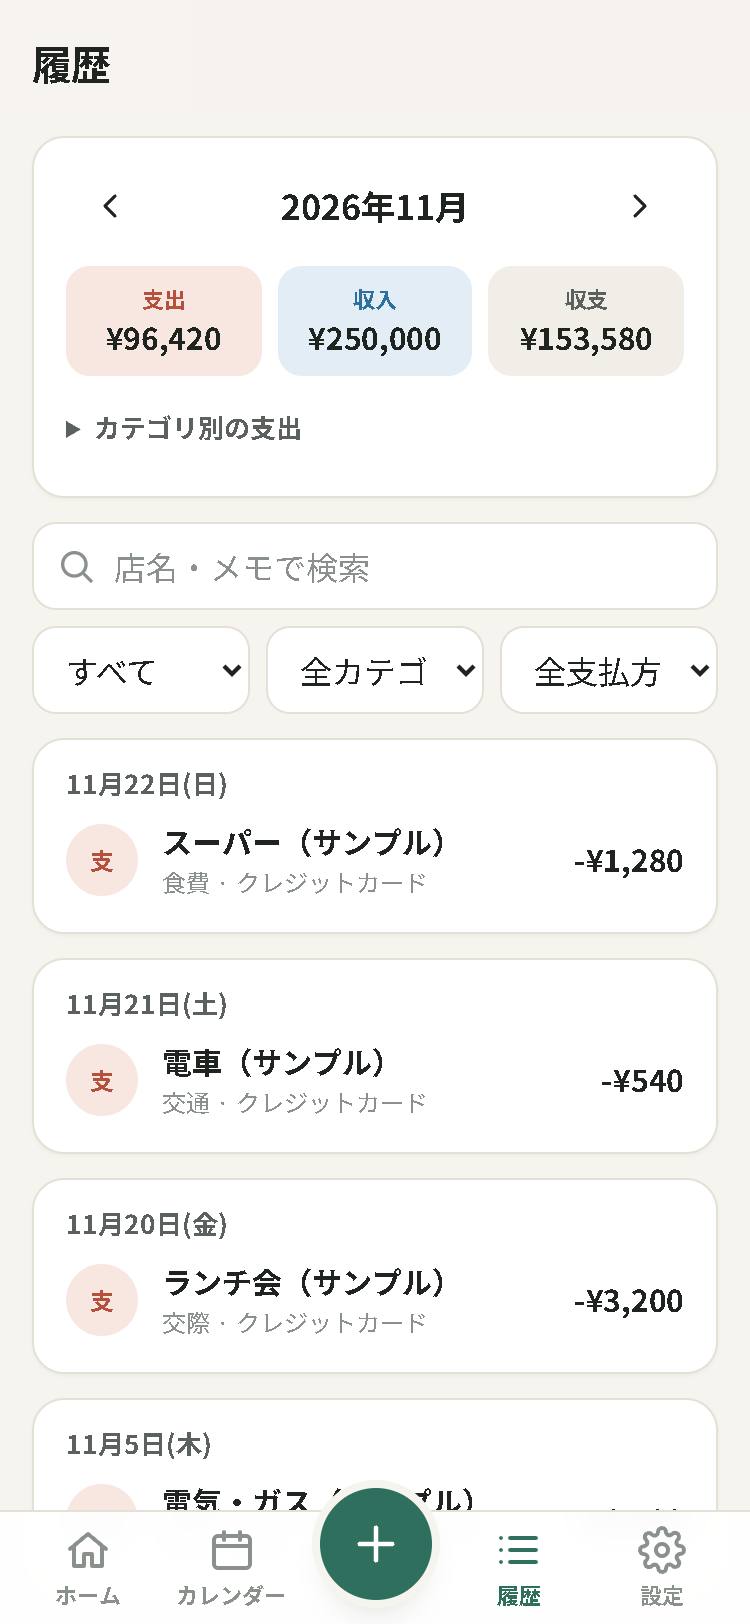 履歴
2026年11月
支出
¥96,420
収入
¥250,000
収支
¥153,580
カテゴリ別の支出
店名・メモで検索
すべて
全カテゴ
全支払方
11月22日(日)
支
スーパー（サンプル）
食費 · クレジットカード
-¥1,280
11月21日(土)
支
電車（サンプル）
交通 · クレジットカード
-¥540
11月20日(金)
支
ランチ会（サンプル）
交際 · クレジットカード
-¥3,200
11月5日(木)
電気・ガス（
プル）
ホーム
カレンダー
履歴
設定